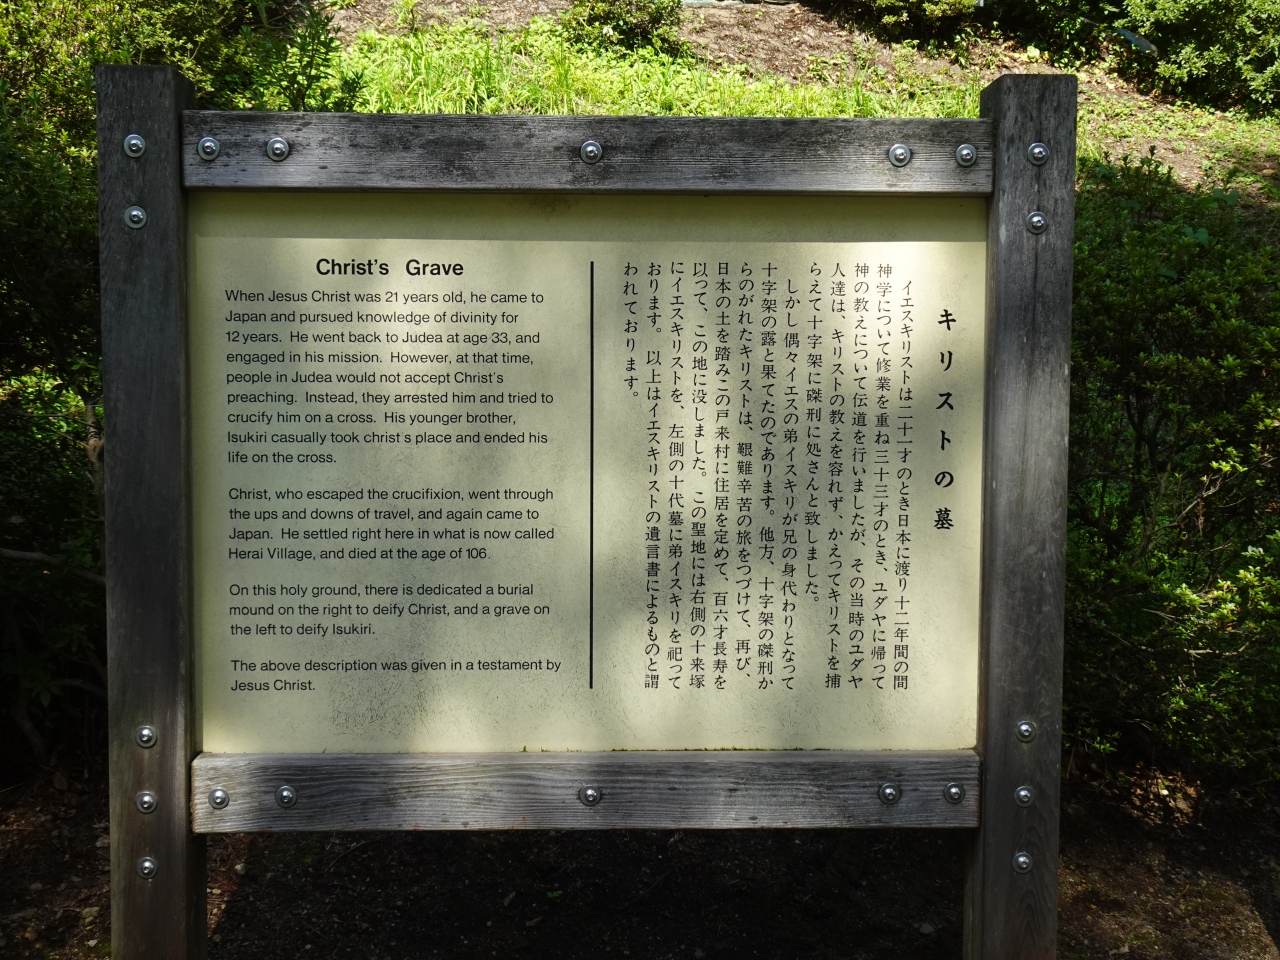 Christ's Grave
When Jesus Christ was 21 years old, he came to
Japan and pursued knowledge of divinity for
12 years. He went back to Judea at age 33, and
engaged in his mission. However, at that time,
people in Judea would not accept Christ's
preaching. Instead, they arrested him and tried to
crucify him on a cross. His younger brother,
Isukiri casually took christ s place and ended his
life on the cross.
Christ, who escaped the crucifixion, went through
the ups and downs of travel, and again came to
Japan. He settled right here in what is now called
Herai Village, and died at the age of 106.
On this holy ground, there is dedicated a burial
mound on the right to deify Christ, and a grave on
the left to deify Isukiri.
The above description was given in a testament by
Jesus Christ.
キリストの墓
イエスキリストは二十一才のとき日本に渡り十二年間の間
神学について修業を重ね三十三才のとき、ユダヤに帰って
神の教えについて伝道を行いましたが、その当時のユダヤ
人達は、キリストの教えを容れず、かえってキリストを捕
らえて十字架に磔刑に処さんと致しました。
しかし偶々イエスの弟イスキリが兄の身代わりとなって
十字架の露と果てたのであります。他方、十字架の磔刑か
らのがれたキリストは、艱難辛苦の旅をつづけて、再び、
日本の土を踏みこの戸来村に住居を定めて、百六才長寿を
以つて、この地に没しました。この聖地には右側の十来塚
にイエスキリストを、左側の十代墓に弟イスキリを祀って
おります。以上はイエスキリストの遺言書によるものと謂
われております。